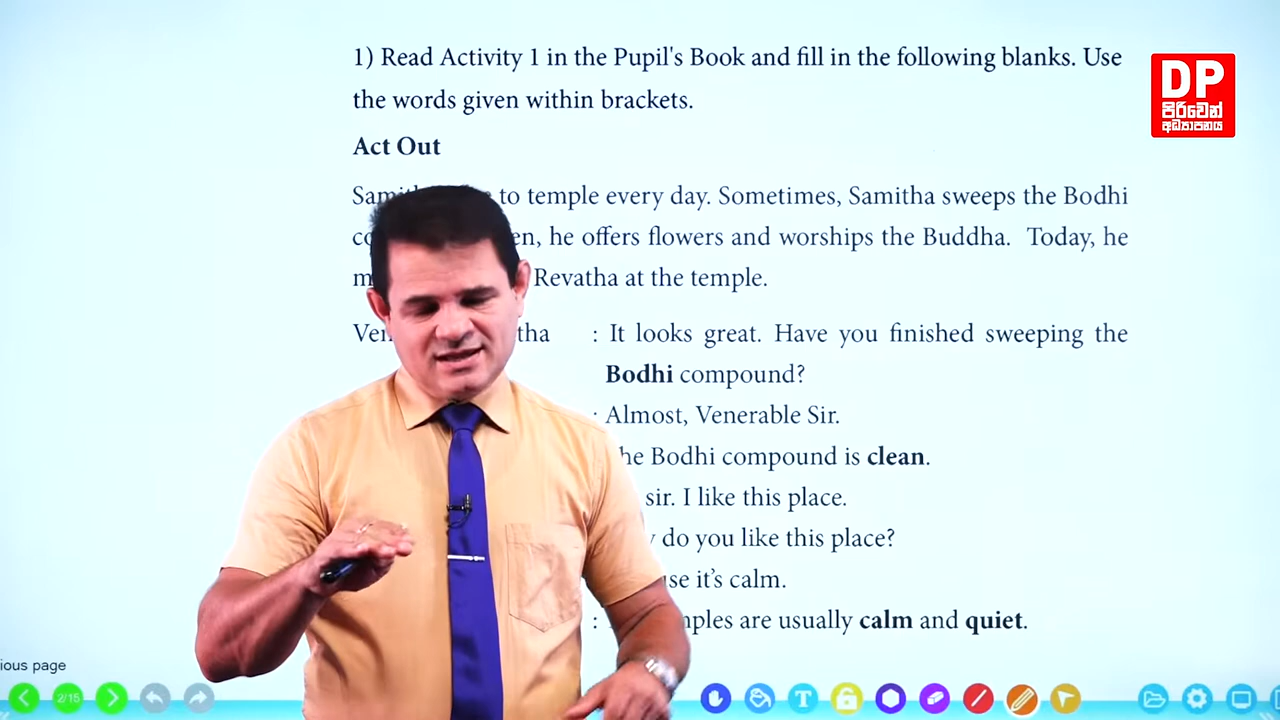 1) Read Activity 1 in the Pupil's Book and fill in the following blanks. Use
the words given within brackets.
DP
පිරිවෙන්
අධ්‍යාපනය
Act Out
to temple every day. Sometimes, Samitha sweeps the Bodhi
he offers flowers and worships the Buddha. Today, he
Revatha at the temple.
: It looks great. Have you finished sweeping the
Bodhi compound?
: Almost, Venerable Sir.
Bodhi compound is clean.
sir. I like this place.
do you like this place?
it's calm.
: are usually calm and quiet.
ious page
2/15
T